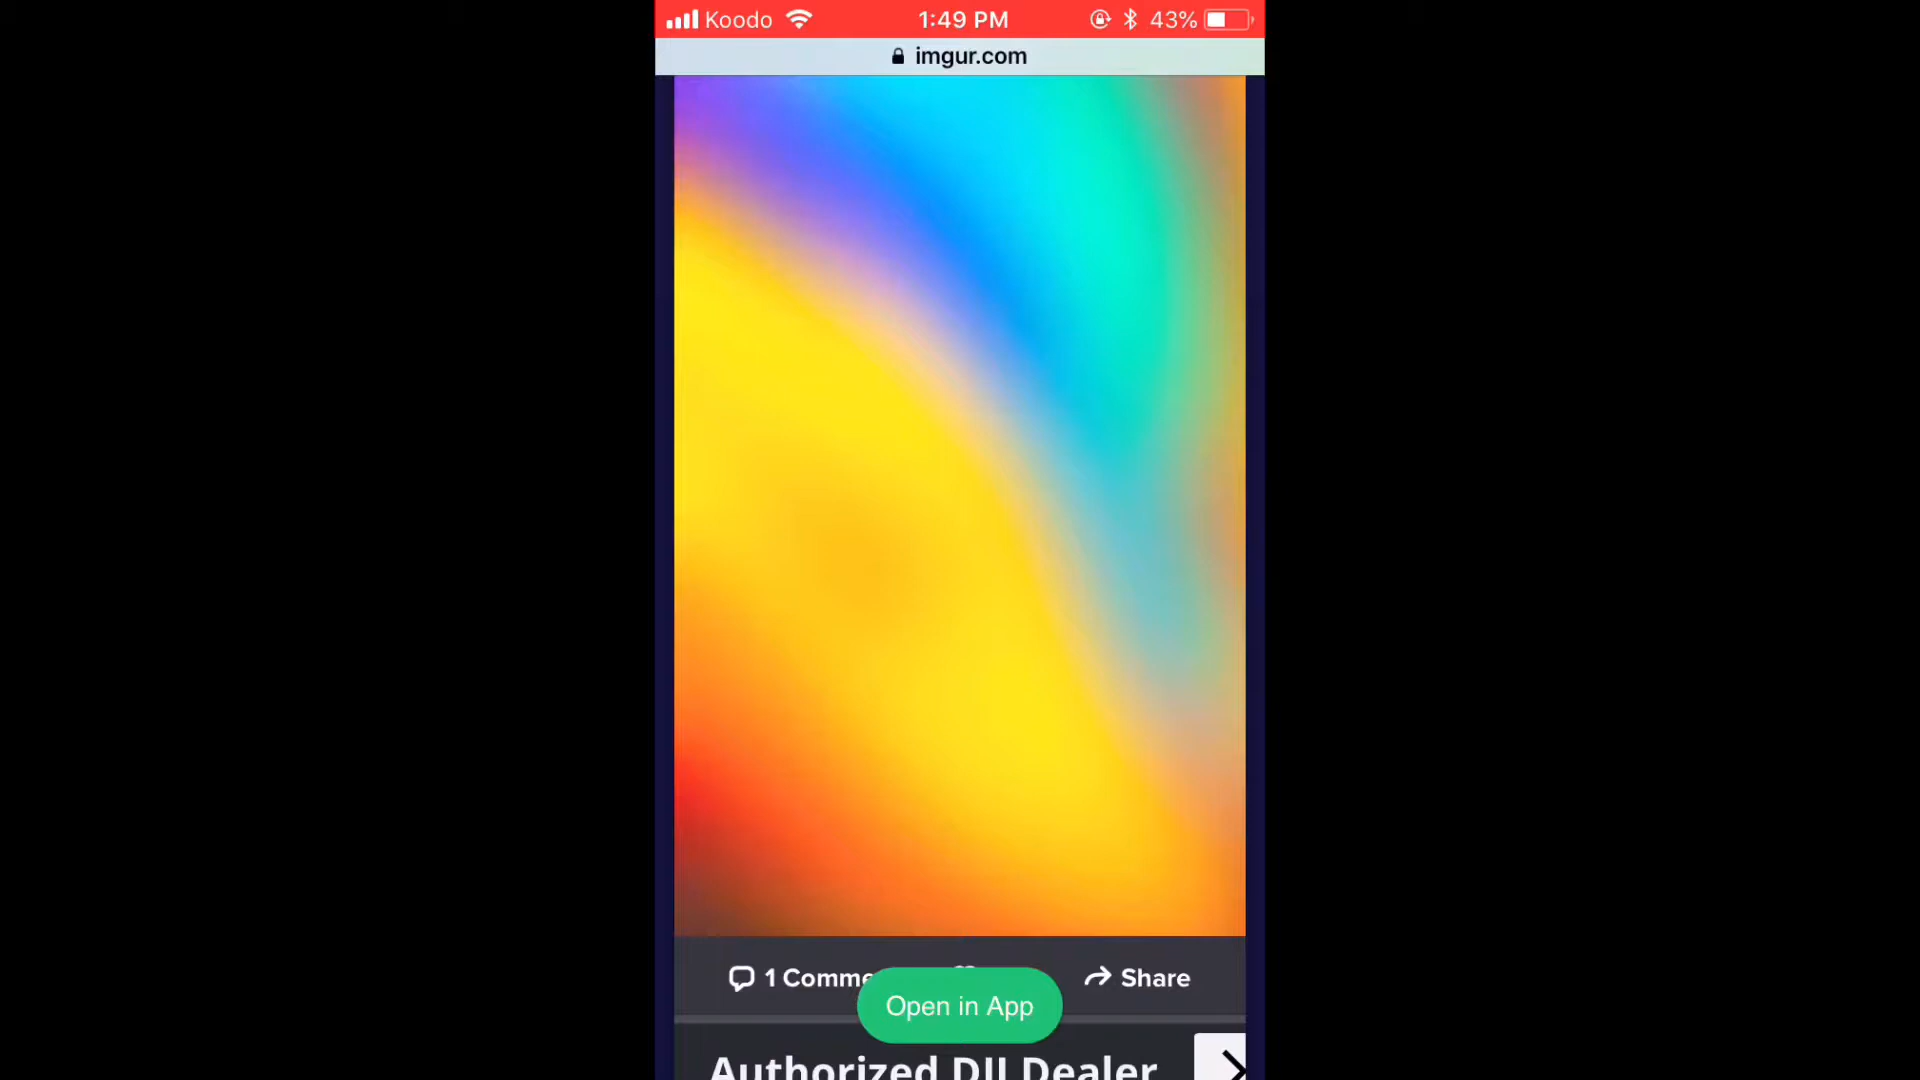 Koodo 1:49 PM 43%
imgur.com
1 Comme Share
Open in App
Authorized DJI Dealer